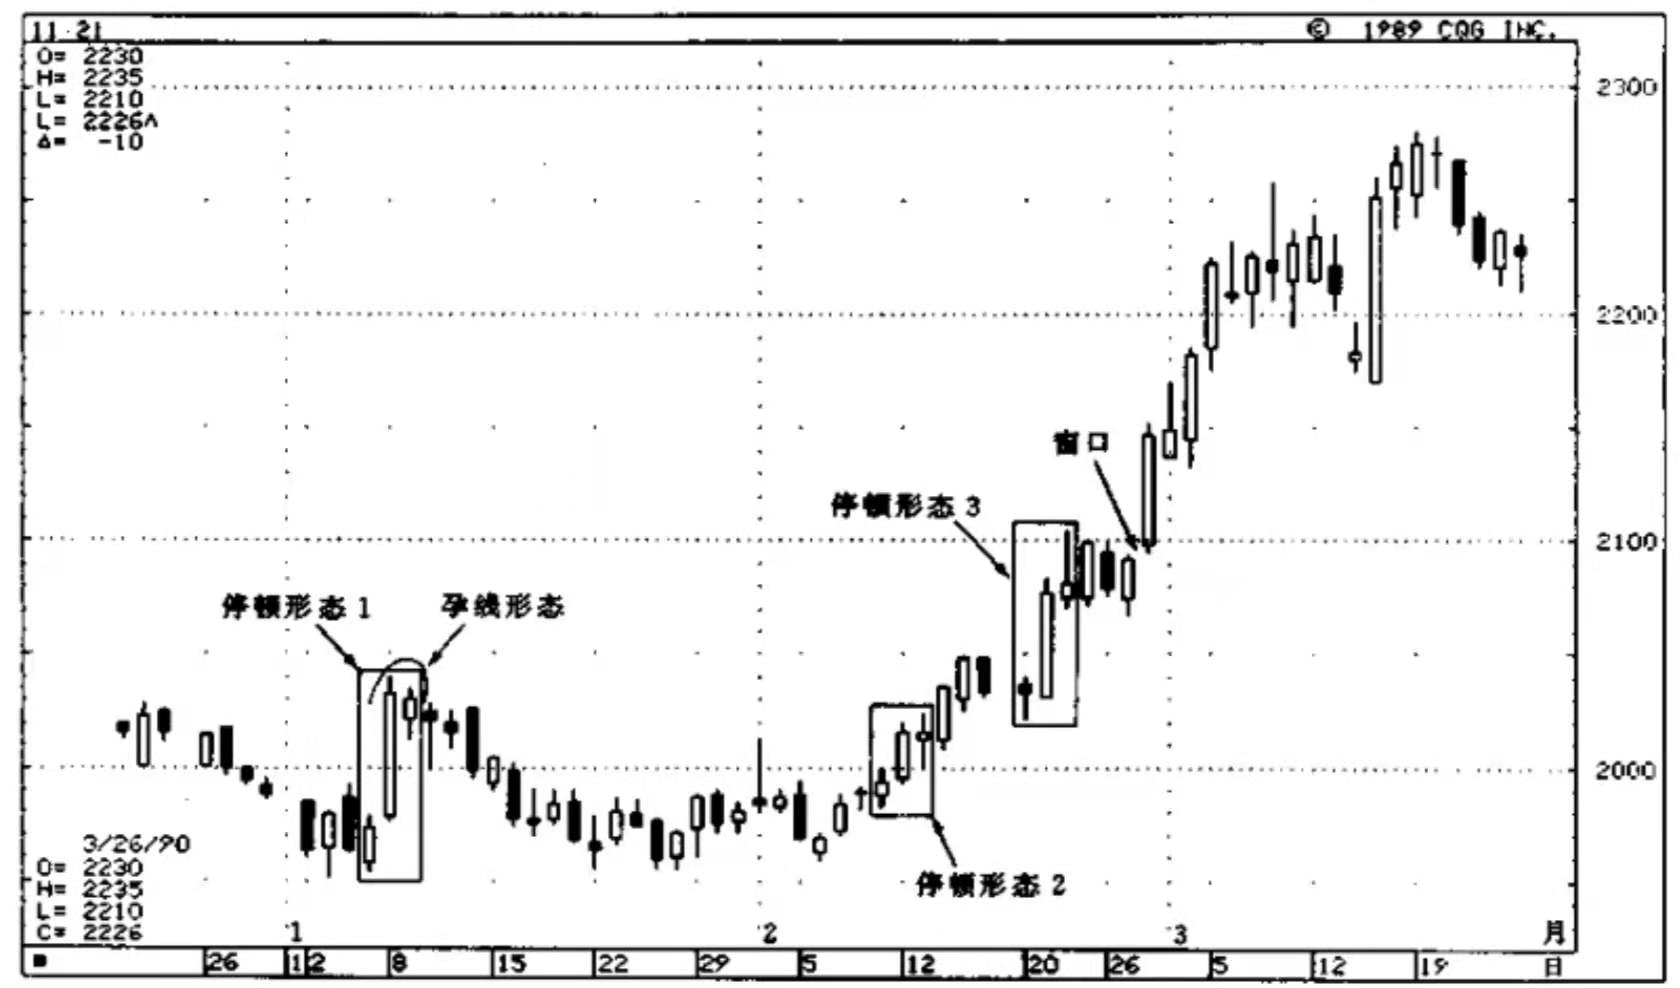 11-21
© 1989 CQG INC.
O= 2230
H= 2235
L= 2210
L= 2226^
Δ= -10
2300
2200
窗口
停顿形态3
2100
停顿形态1
孕线形态
2000
3/26/90
O= 2230
H= 2235
L= 2210
C= 2226
停顿形态2
1 2 3 月
26 1 2 8 15 22 29 5 12 20 26 5 12 19 日